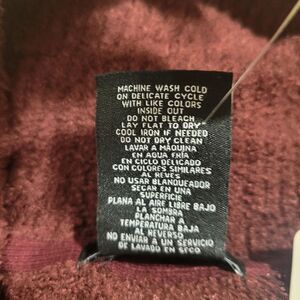 MACHINE WASH COLD
ON DELICATE CYCLE
WITH LIKE COLORS
INSIDE OUT
DO NOT BLEACH
LAY FLAT TO DRY
COOL IRON IF NEEDED
DO NOT DRY CLEAN
LAVAR A MÁQUINA
EN AGUA FRÍA
EN CICLO DELICADO
CON COLORES SIMILARES
AL REVÉS
NO USAR BLANQUEADOR
SECAR EN UNA
SUPERFICIE
PLANA AL AIRE LIBRE BAJO
LA SOMBRA
PLANCHAR A
TEMPERATURA BAJA
AL REVERSO
NO ENVIAR A UN SERVICIO
DE LAVADO EN SECO